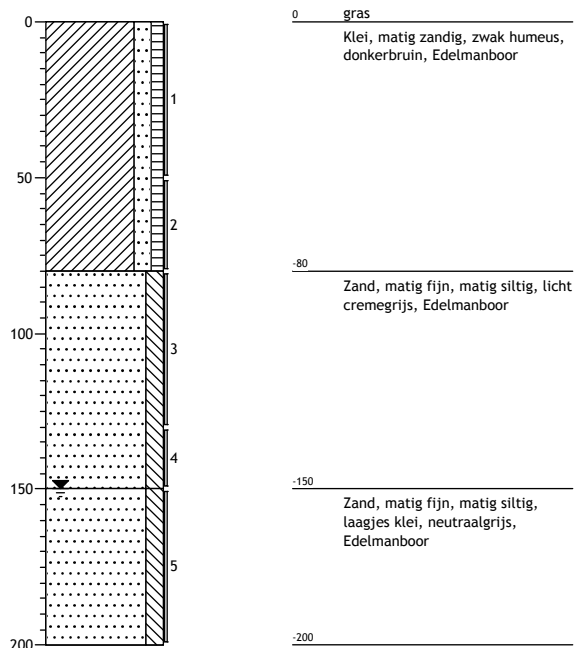 0
50
100
150
200
1
2
3
4
5
0 gras
Klei, matig zandig, zwak humeus,
donkerbruin, Edelmanboor
-80
Zand, matig fijn, matig siltig, licht
cremegrijs, Edelmanboor
-150
Zand, matig fijn, matig siltig,
laagjes klei, neutraalgrijs,
Edelmanboor
-200